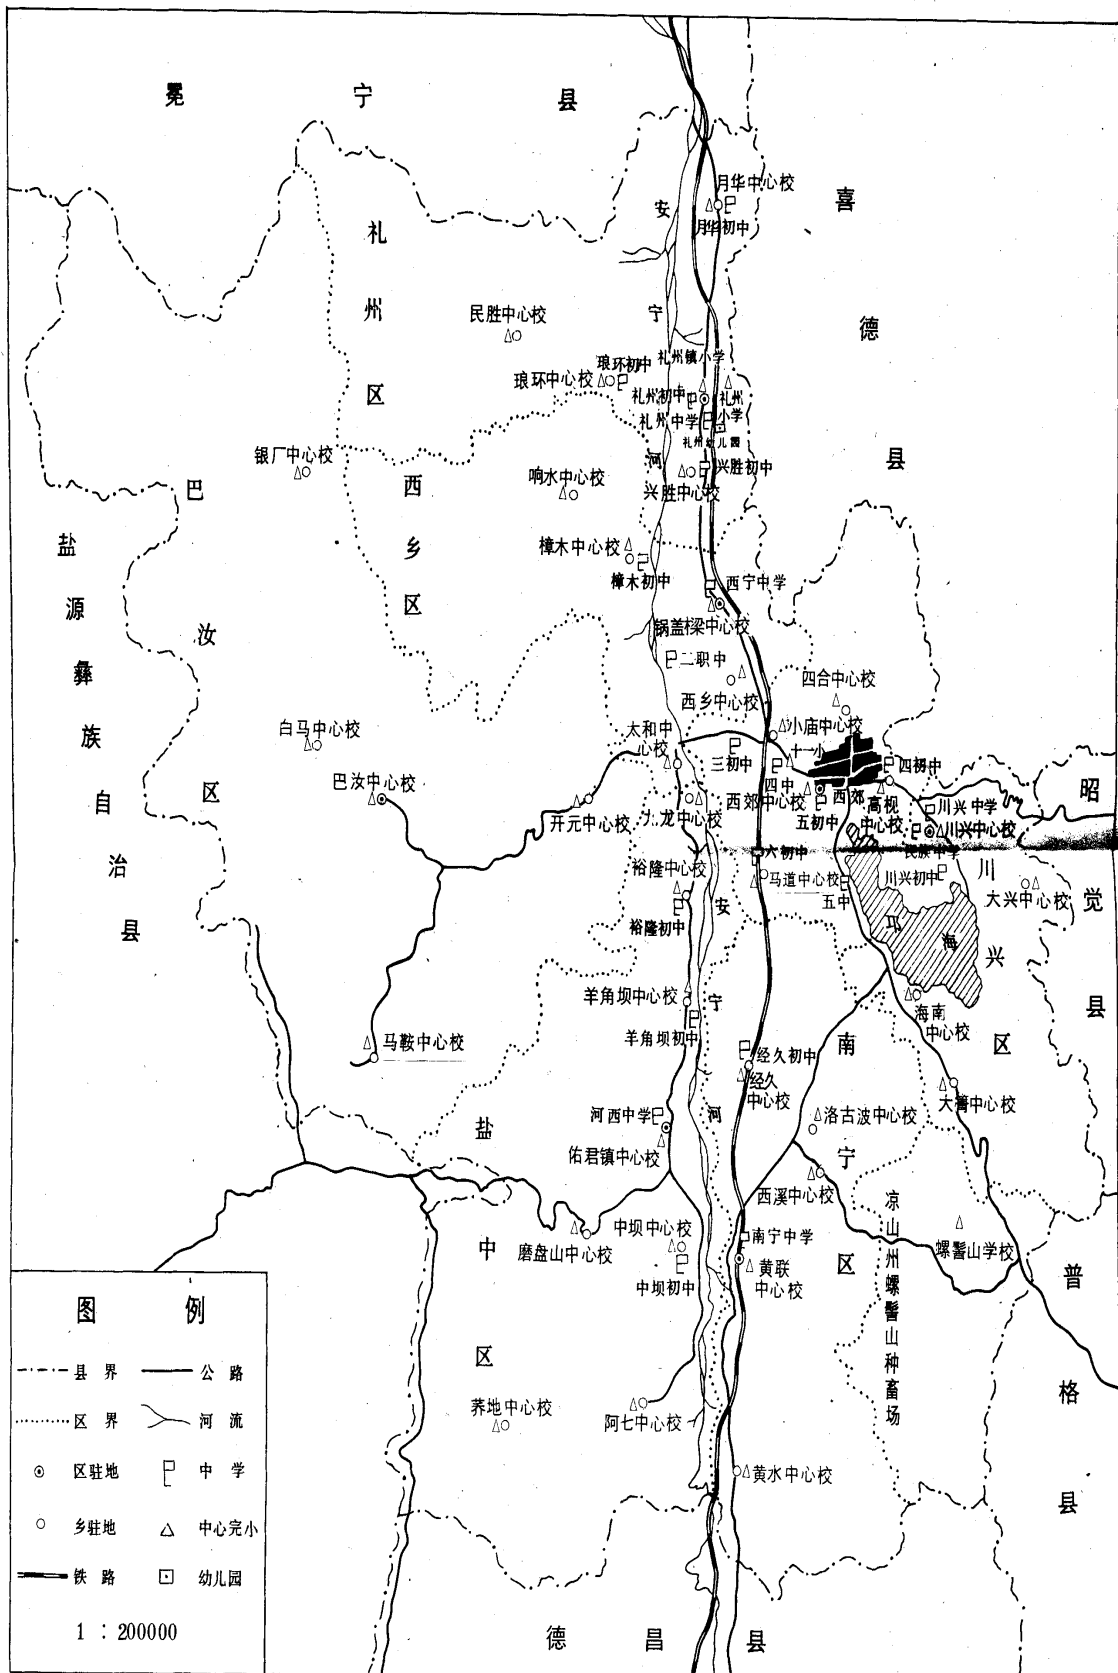 冕宁县
喜德县
昭觉县
普格县
德昌县
盐源彝族自治县
礼州区
西乡区
巴汝区
川兴区
南宁区
盐中区
凉山州螺髻山种畜场
安宁河
安宁河
邛海
月华中心校
月华初中
民胜中心校
琅环初中
琅环中心校
礼州镇小学
礼州初中
礼州小学
礼州中学
礼州幼儿园
银厂中心校
响水中心校
兴胜初中
兴胜中心校
樟木中心校
樟木初中
西宁中学
锅盖梁中心校
二职中
西乡中心校
四合中心校
白马中心校
太和中心校
小庙中心校
十一小
三初中
四中
四初中
巴汝中心校
开元中心校
九龙中心校
西郊中心校
西郊
五初中
高枧中心校
川兴中学
川兴中心校
六初中
民族中学
裕隆中心校
马道中心校
川兴初中
大兴中心校
五中
裕隆初中
羊角坝中心校
海南中心校
羊角坝初中
马鞍中心校
经久初中
经久中心校
大箐中心校
河西中学
洛古波中心校
佑君镇中心校
西溪中心校
磨盘山中心校
中坝中心校
南宁中学
螺髻山学校
中坝初中
黄联中心校
荞地中心校
阿七中心校
黄水中心校
图例
县界 公路
区界 河流
区驻地 中学
乡驻地 中心完小
铁路 幼儿园
1：200000